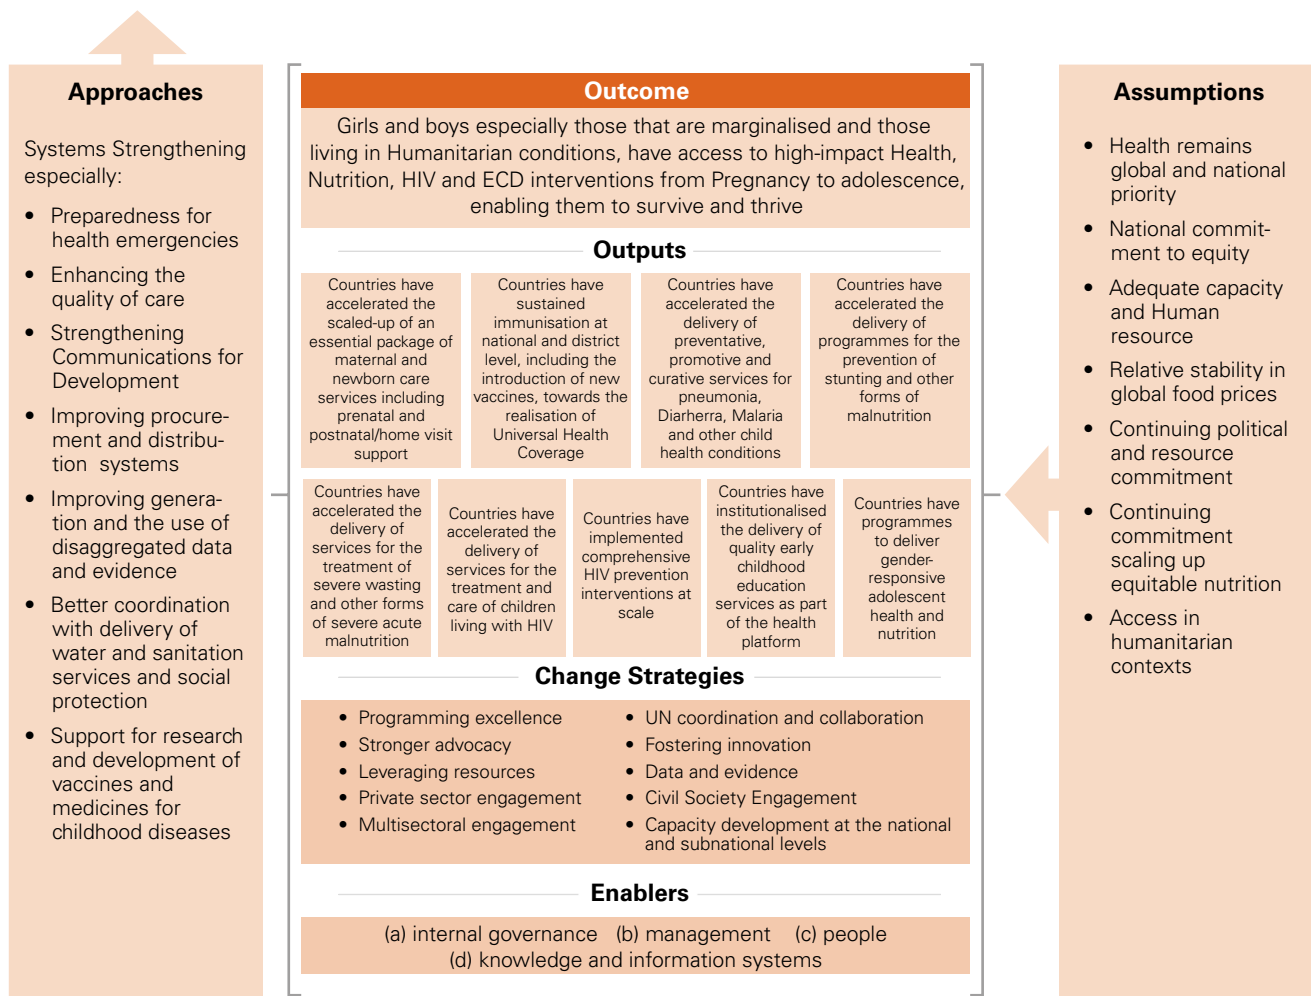 Approaches
Systems Strengthening
especially:
• Preparedness for
health emergencies
• Enhancing the
quality of care
• Strengthening
Communications for
Development
• Improving procure-
ment and distribu-
tion systems
• Improving genera-
tion and the use of
disaggregated data
and evidence
• Better coordination
with delivery of
water and sanitation
services and social
protection
• Support for research
and development of
vaccines and
medicines for
childhood diseases
Outcome
Girls and boys especially those that are marginalised and those
living in Humanitarian conditions, have access to high-impact Health,
Nutrition, HIV and ECD interventions from Pregnancy to adolescence,
enabling them to survive and thrive
Outputs
Countries have
accelerated the
scaled-up of an
essential package of
maternal and
newborn care
services including
prenatal and
postnatal/home visit
support
Countries have
sustained
immunisation at
national and district
level, including the
introduction of new
vaccines, towards the
realisation of
Universal Health
Coverage
Countries have
accelerated the
delivery of
preventative,
promotive and
curative services for
pneumonia,
Diarherra, Malaria
and other child
health conditions
Countries have
accelerated the
delivery of
programmes for the
prevention of
stunting and other
forms of
malnutrition
Countries have
accelerated the
delivery of
services for the
treatment of
severe wasting
and other forms
of severe acute
malnutrition
Countries have
accelerated the
delivery of
services for the
treatment and
care of children
living with HIV
Countries have
implemented
comprehensive
HIV prevention
interventions at
scale
Countries have
institutionalised
the delivery of
quality early
childhood
education
services as part
of the health
platform
Countries have
programmes
to deliver
gender-
responsive
adolescent
health and
nutrition
Change Strategies
• Programming excellence
• Stronger advocacy
• Leveraging resources
• Private sector engagement
• Multisectoral engagement
• UN coordination and collaboration
• Fostering innovation
• Data and evidence
• Civil Society Engagement
• Capacity development at the national
and subnational levels
Enablers
(a) internal governance (b) management (c) people
(d) knowledge and information systems
Assumptions
• Health remains
global and national
priority
• National commit-
ment to equity
• Adequate capacity
and Human
resource
• Relative stability in
global food prices
• Continuing political
and resource
commitment
• Continuing
commitment
scaling up
equitable nutrition
• Access in
humanitarian
contexts